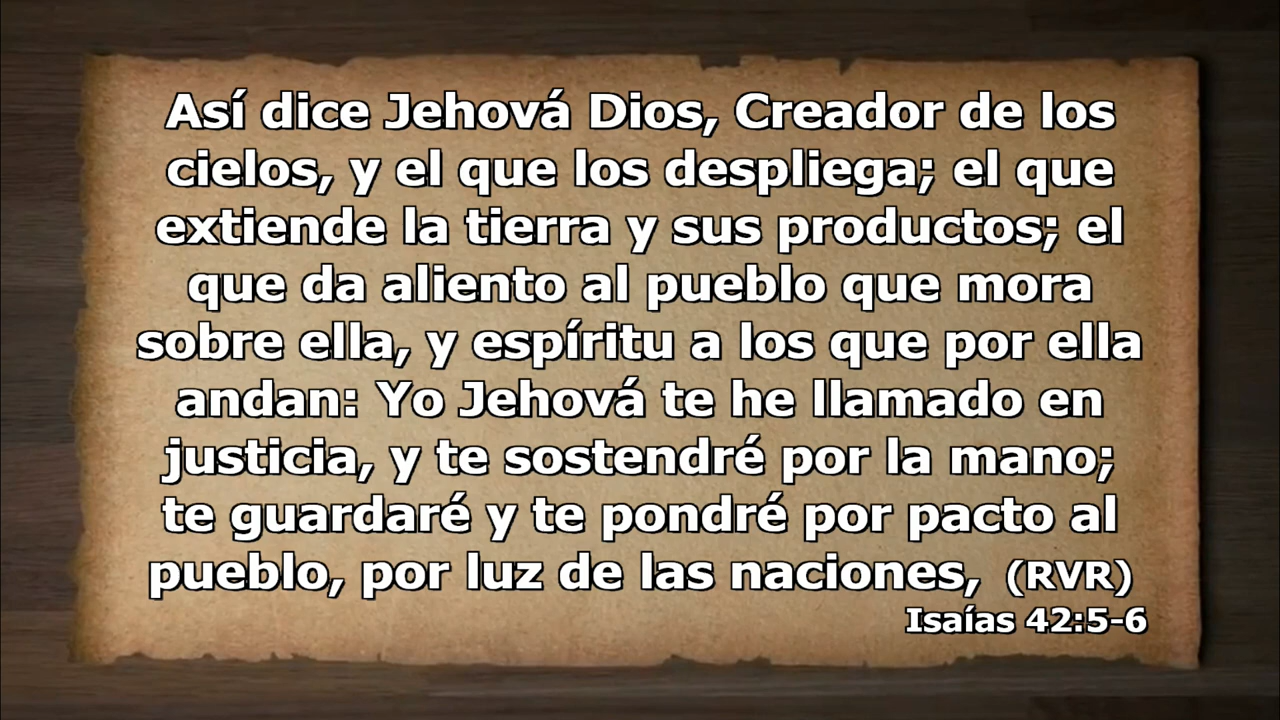 Así dice Jehová Dios, Creador de los
cielos, y el que los despliega; el que
extiende la tierra y sus productos; el
que da aliento al pueblo que mora
sobre ella, y espíritu a los que por ella
andan: Yo Jehová te he llamado en
justicia, y te sostendré por la mano;
te guardaré y te pondré por pacto al
pueblo, por luz de las naciones, (RVR)
Isaías 42:5-6